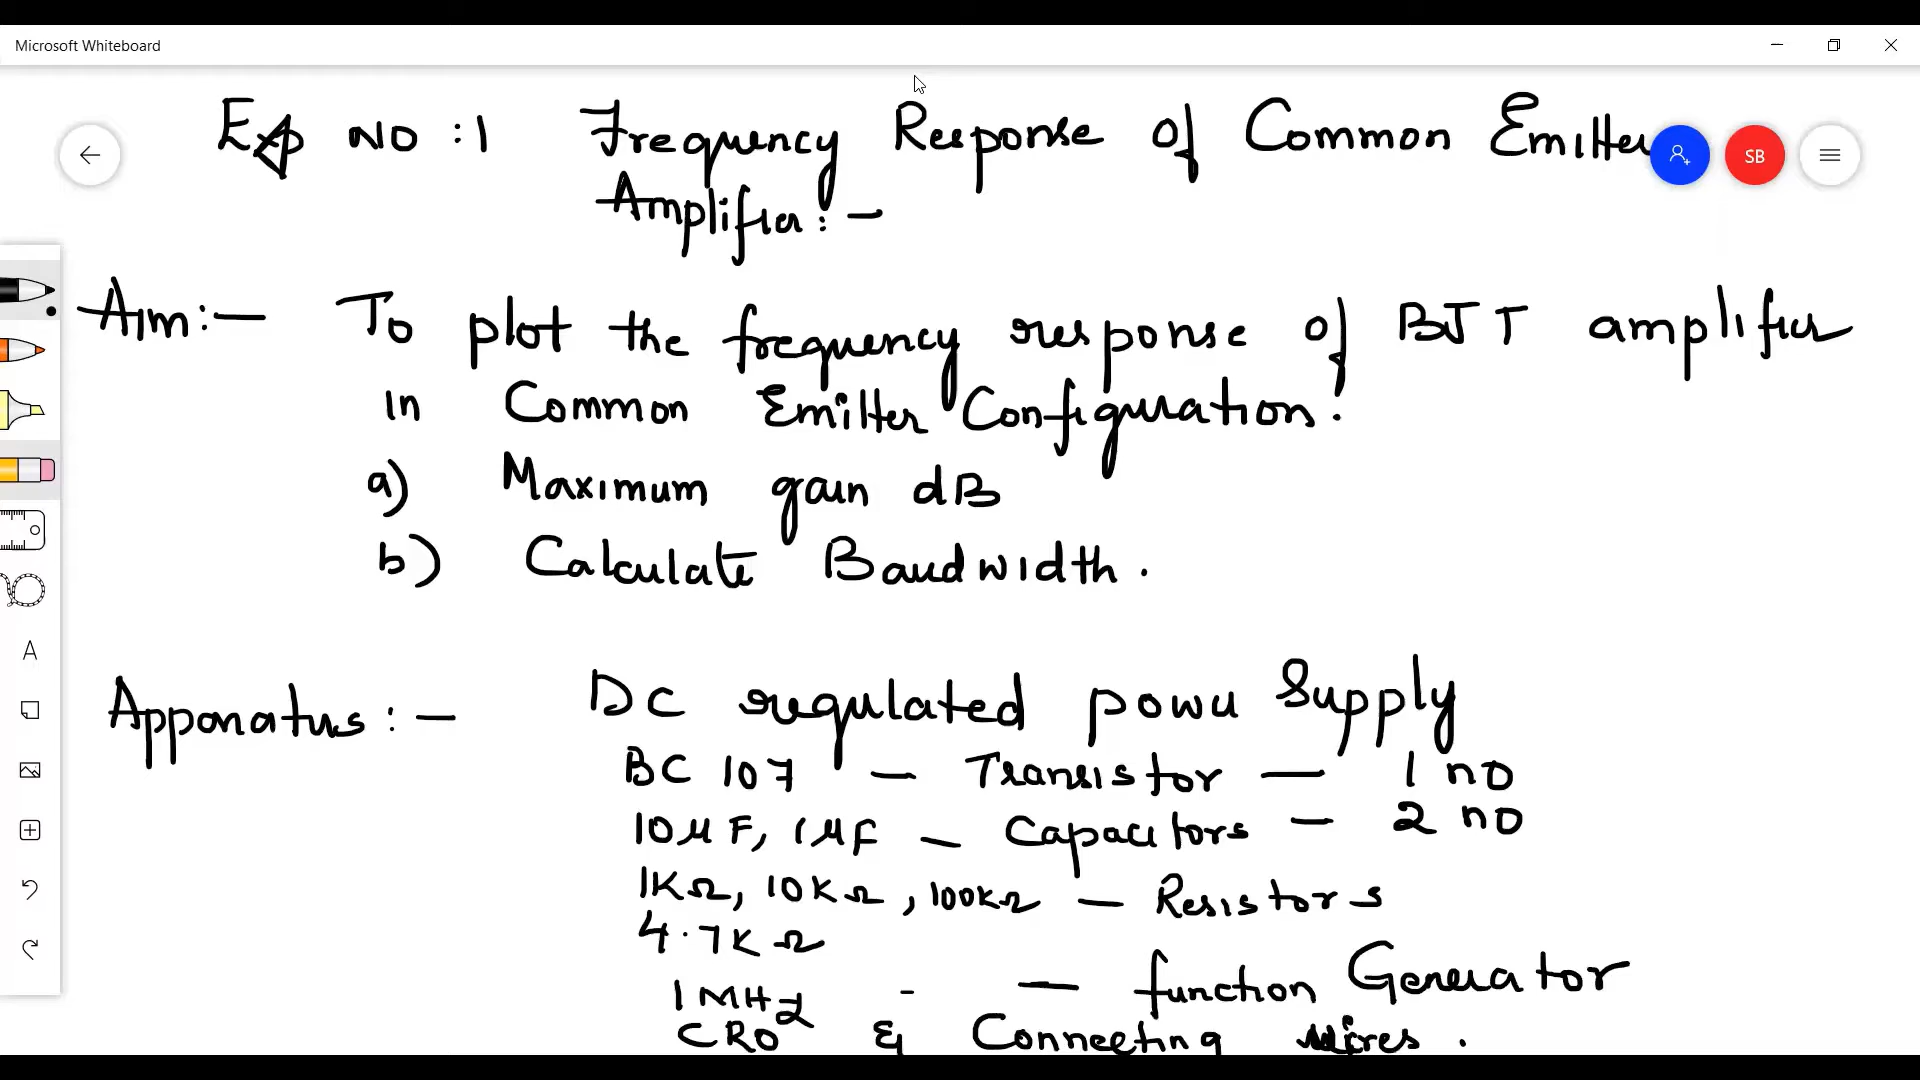 Microsoft Whiteboard
Exp NO :1 Frequency Response of Common Emitter
Amplifier:-
SB
Aim:- To plot the frequency response of BJT amplifier
in Common Emitter Configuration.
a) Maximum gain dB
b) Calculate Bandwidth.
A
Apparatus:- DC regulated power Supply
BC 107 - Transistor - 1 no
10μF, 1μF - Capacitors - 2 no
1KΩ, 10KΩ, 100KΩ - Resistors
4.7KΩ
1MHz - - function Generator
CRO & Connecting wires.